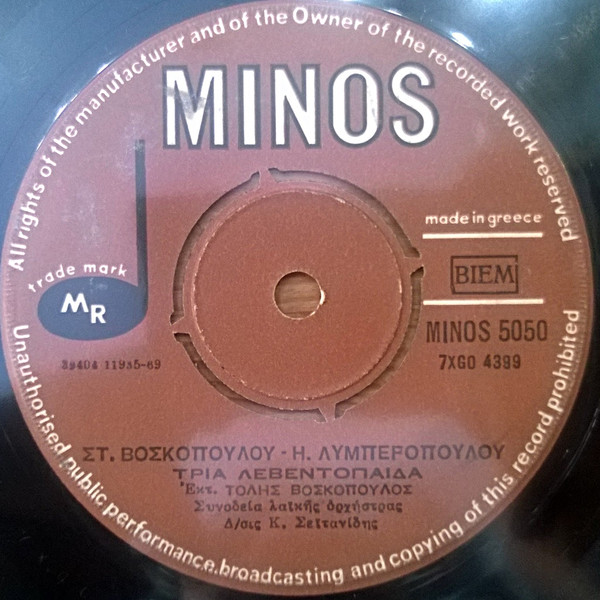 All rights of the manufacturer and of the Owner of the recorded work reserved
MINOS
made in greece
trade mark
MR
BIEM
MINOS 5050
7XGO 4399
ΣΤ. ΒΟΣΚΟΠΟΥΛΟΥ - Η. ΛΥΜΠΕΡΟΠΟΥΛΟΥ
ΤΡΙΑ ΛΕΒΕΝΤΟΠΑΙΔΑ
Ἐκτ. ΤΟΛΗΣ ΒΟΣΚΟΠΟΥΛΟΣ
Συνοδεία λαϊκῆς ὀρχήστρας
Δ/σις Κ. Σεϊτανίδης
Unauthorised public performance.broadcasting and copying of this record prohibited